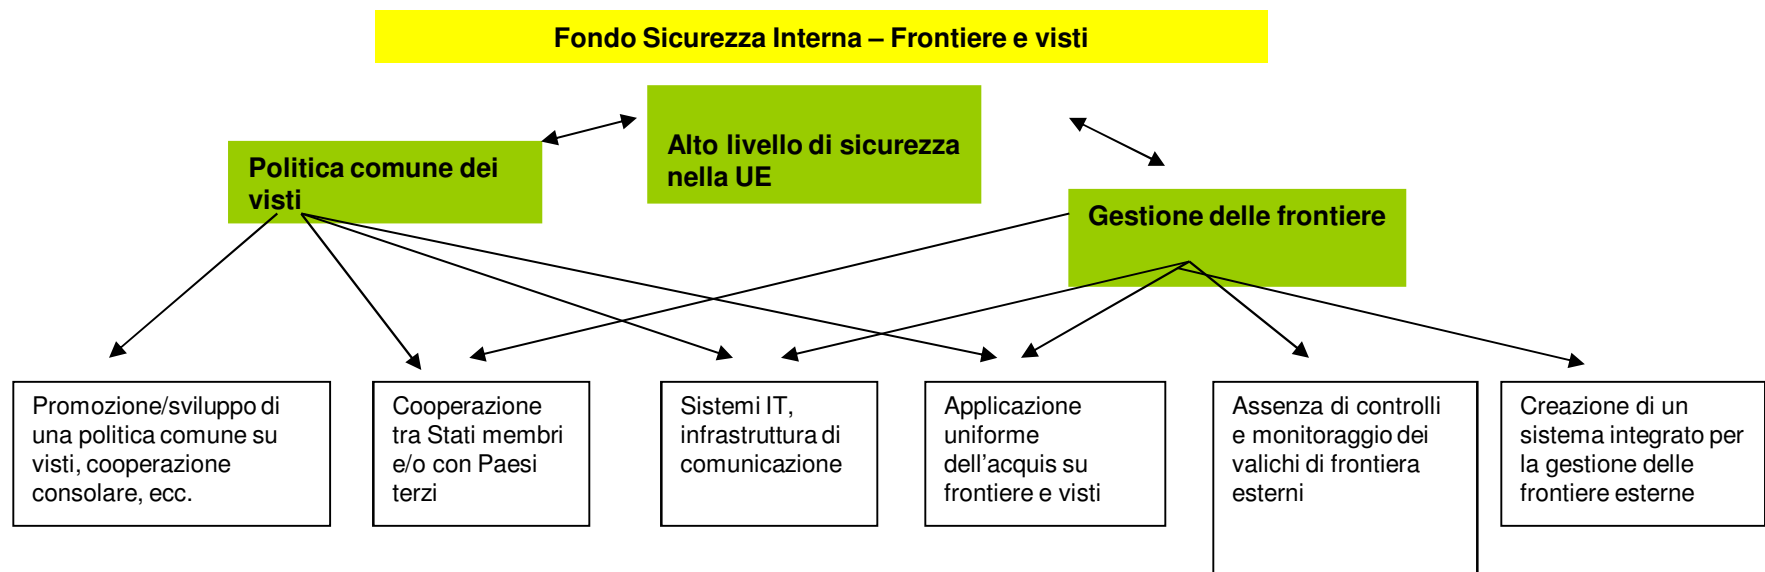 Fondo Sicurezza Interna – Frontiere e visti
Alto livello di sicurezza
nella UE
Politica comune dei
visti
Gestione delle frontiere
Promozione/sviluppo di
una politica comune su
visti, cooperazione
consolare, ecc.
Cooperazione
tra Stati membri
e/o con Paesi
terzi
Sistemi IT,
infrastruttura di
comunicazione
Applicazione
uniforme
dell’acquis su
frontiere e visti
Assenza di controlli
e monitoraggio dei
valichi di frontiera
esterni
Creazione di un
sistema integrato per
la gestione delle
frontiere esterne